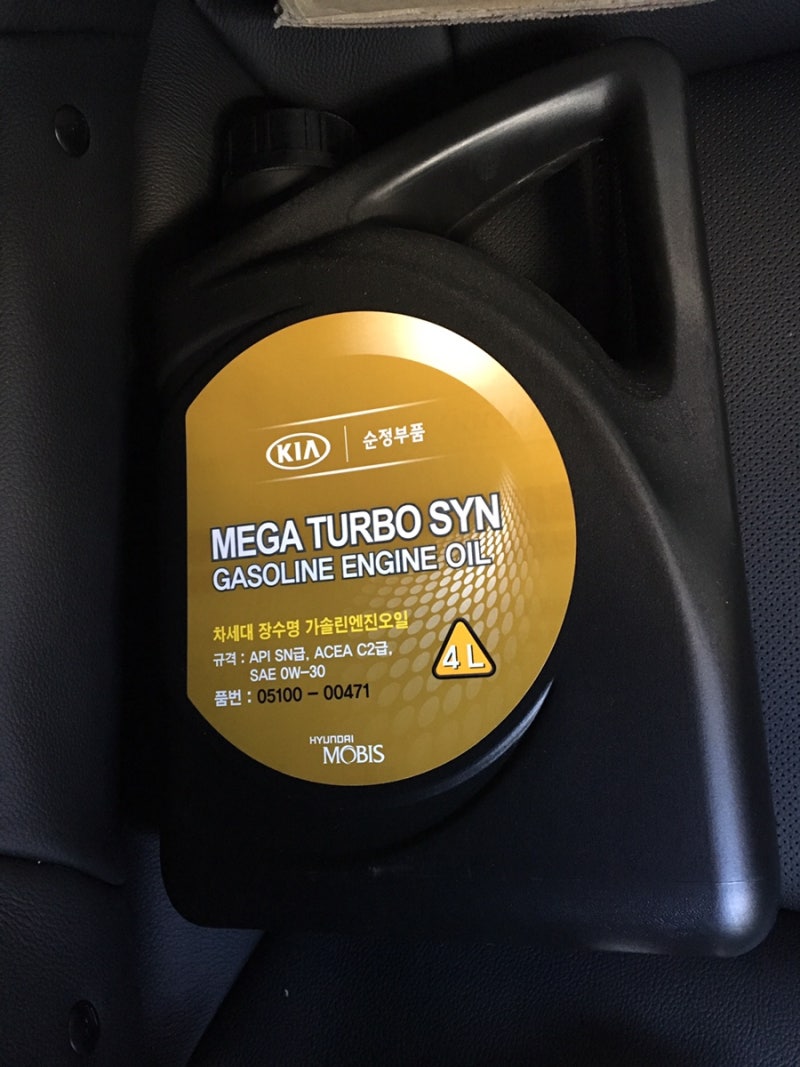 KIA 순정부품
MEGA TURBO SYN
GASOLINE ENGINE OIL
차세대 장수명 가솔린엔진오일
규격 : API SN급, ACEA C2급,
SAE 0W-30
4 L
품번 : 05100 - 00471
HYUNDAI
MOBIS